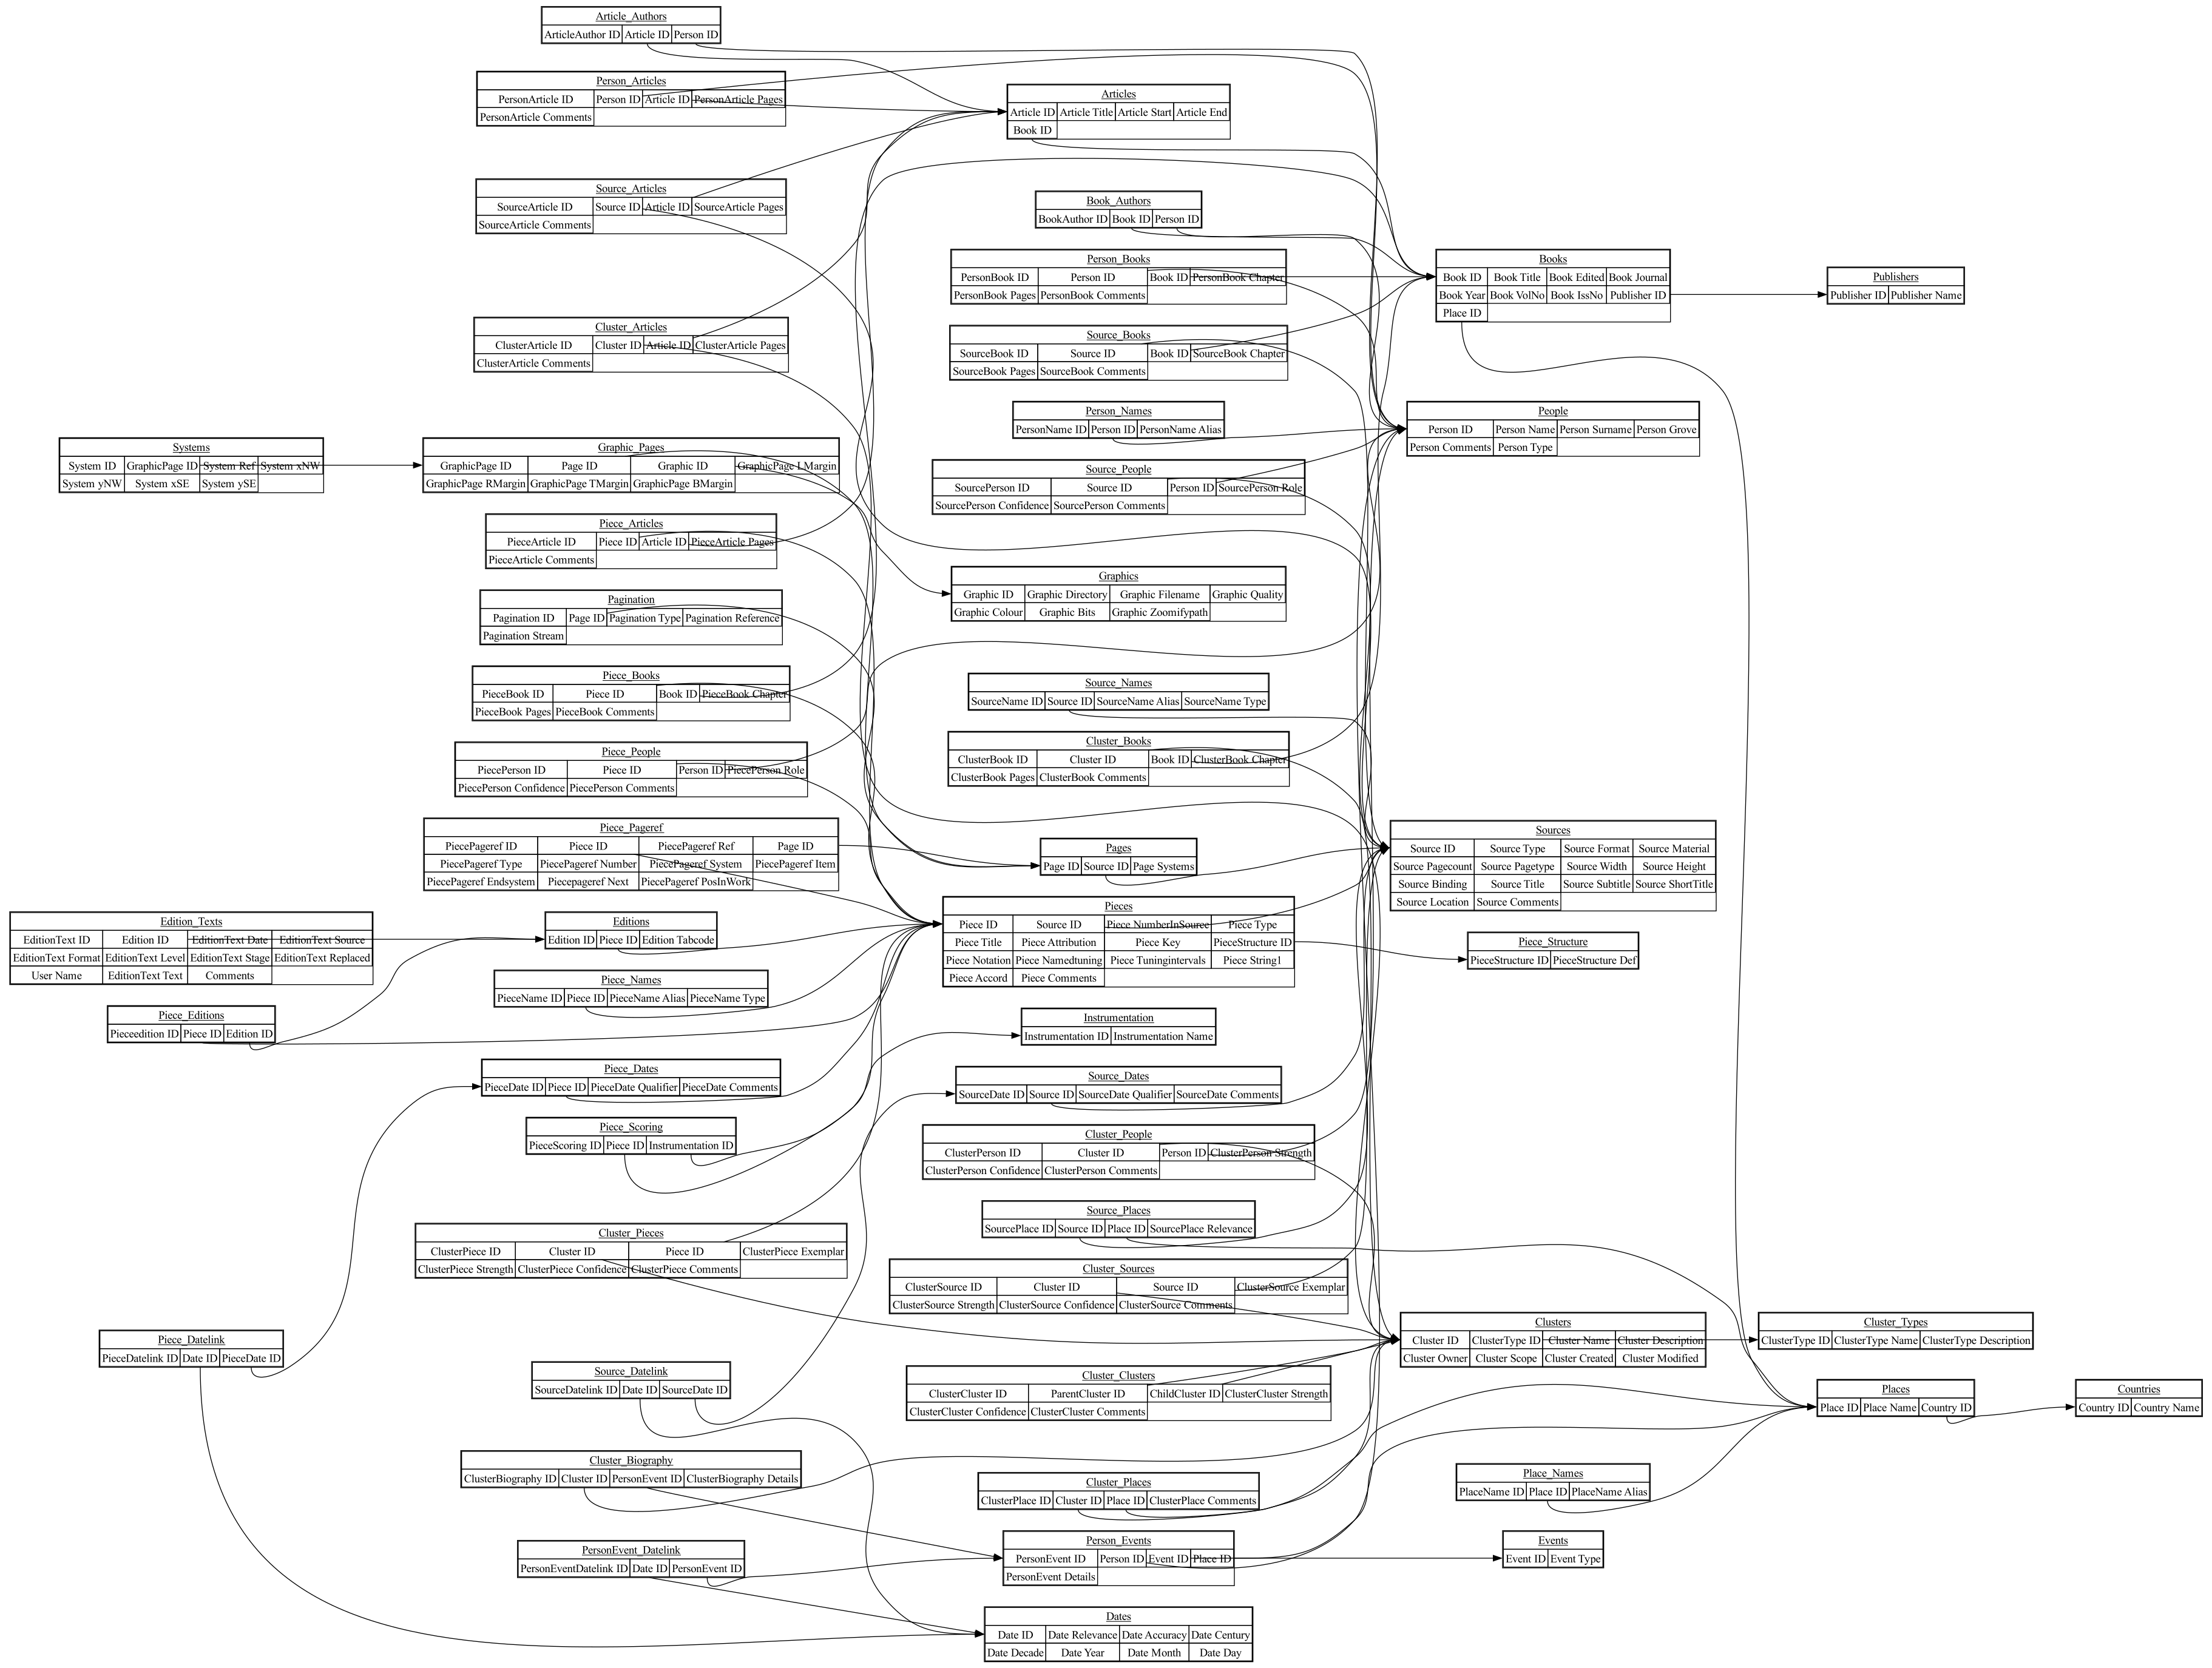 Article_Authors
ArticleAuthor ID Article ID Person ID
Person_Articles
PersonArticle ID Person ID Article ID PersonArticle Pages
PersonArticle Comments
Articles
Article ID Article Title Article Start Article End
Book ID
Source_Articles
SourceArticle ID Source ID Article ID SourceArticle Pages
SourceArticle Comments
Book_Authors
BookAuthor ID Book ID Person ID
Person_Books
PersonBook ID Person ID Book ID PersonBook Chapter
PersonBook Pages PersonBook Comments
Books
Book ID Book Title Book Edited Book Journal
Book Year Book VolNo Book IssNo Publisher ID
Place ID
Publishers
Publisher ID Publisher Name
Cluster_Articles
ClusterArticle ID Cluster ID Article ID ClusterArticle Pages
ClusterArticle Comments
Source_Books
SourceBook ID Source ID Book ID SourceBook Chapter
SourceBook Pages SourceBook Comments
Person_Names
PersonName ID Person ID PersonName Alias
People
Person ID Person Name Person Surname Person Grove
Person Comments Person Type
Systems
System ID GraphicPage ID System Ref System xNW
System yNW System xSE System ySE
Graphic_Pages
GraphicPage ID Page ID Graphic ID GraphicPage LMargin
GraphicPage RMargin GraphicPage TMargin GraphicPage BMargin
Source_People
SourcePerson ID Source ID Person ID SourcePerson Role
SourcePerson Confidence SourcePerson Comments
Piece_Articles
PieceArticle ID Piece ID Article ID PieceArticle Pages
PieceArticle Comments
Graphics
Graphic ID Graphic Directory Graphic Filename Graphic Quality
Graphic Colour Graphic Bits Graphic Zoomifypath
Pagination
Pagination ID Page ID Pagination Type Pagination Reference
Pagination Stream
Piece_Books
PieceBook ID Piece ID Book ID PieceBook Chapter
PieceBook Pages PieceBook Comments
Source_Names
SourceName ID Source ID SourceName Alias SourceName Type
Piece_People
PiecePerson ID Piece ID Person ID PiecePerson Role
PiecePerson Confidence PiecePerson Comments
Cluster_Books
ClusterBook ID Cluster ID Book ID ClusterBook Chapter
ClusterBook Pages ClusterBook Comments
Piece_Pageref
PiecePageref ID Piece ID PiecePageref Ref Page ID
PiecePageref Type PiecePageref Number PiecePageref System PiecePageref Item
PiecePageref Endsystem Piecepageref Next PiecePageref PosInWork
Pages
Page ID Source ID Page Systems
Sources
Source ID Source Type Source Format Source Material
Source Pagecount Source Pagetype Source Width Source Height
Source Binding Source Title Source Subtitle Source ShortTitle
Source Location Source Comments
Edition_Texts
EditionText ID Edition ID EditionText Date EditionText Source
EditionText Format EditionText Level EditionText Stage EditionText Replaced
User Name EditionText Text Comments
Editions
Edition ID Piece ID Edition Tabcode
Pieces
Piece ID Source ID Piece NumberInSource Piece Type
Piece Title Piece Attribution Piece Key PieceStructure ID
Piece Notation Piece Namedtuning Piece Tuningintervals Piece String1
Piece Accord Piece Comments
Piece_Structure
PieceStructure ID PieceStructure Def
Piece_Names
PieceName ID Piece ID PieceName Alias PieceName Type
Piece_Editions
Pieceedition ID Piece ID Edition ID
Instrumentation
Instrumentation ID Instrumentation Name
Piece_Dates
PieceDate ID Piece ID PieceDate Qualifier PieceDate Comments
Source_Dates
SourceDate ID Source ID SourceDate Qualifier SourceDate Comments
Piece_Scoring
PieceScoring ID Piece ID Instrumentation ID
Cluster_People
ClusterPerson ID Cluster ID Person ID ClusterPerson Strength
ClusterPerson Confidence ClusterPerson Comments
Source_Places
SourcePlace ID Source ID Place ID SourcePlace Relevance
Cluster_Pieces
ClusterPiece ID Cluster ID Piece ID ClusterPiece Exemplar
ClusterPiece Strength ClusterPiece Confidence ClusterPiece Comments
Cluster_Sources
ClusterSource ID Cluster ID Source ID ClusterSource Exemplar
ClusterSource Strength ClusterSource Confidence ClusterSource Comments
Clusters
Cluster ID ClusterType ID Cluster Name Cluster Description
Cluster Owner Cluster Scope Cluster Created Cluster Modified
Cluster_Types
ClusterType ID ClusterType Name ClusterType Description
Piece_Datelink
PieceDatelink ID Date ID PieceDate ID
Source_Datelink
SourceDatelink ID Date ID SourceDate ID
Cluster_Clusters
ClusterCluster ID ParentCluster ID ChildCluster ID ClusterCluster Strength
ClusterCluster Confidence ClusterCluster Comments
Places
Place ID Place Name Country ID
Countries
Country ID Country Name
Cluster_Biography
ClusterBiography ID Cluster ID PersonEvent ID ClusterBiography Details
Cluster_Places
ClusterPlace ID Cluster ID Place ID ClusterPlace Comments
Place_Names
PlaceName ID Place ID PlaceName Alias
PersonEvent_Datelink
PersonEventDatelink ID Date ID PersonEvent ID
Person_Events
PersonEvent ID Person ID Event ID Place ID
PersonEvent Details
Events
Event ID Event Type
Dates
Date ID Date Relevance Date Accuracy Date Century
Date Decade Date Year Date Month Date Day